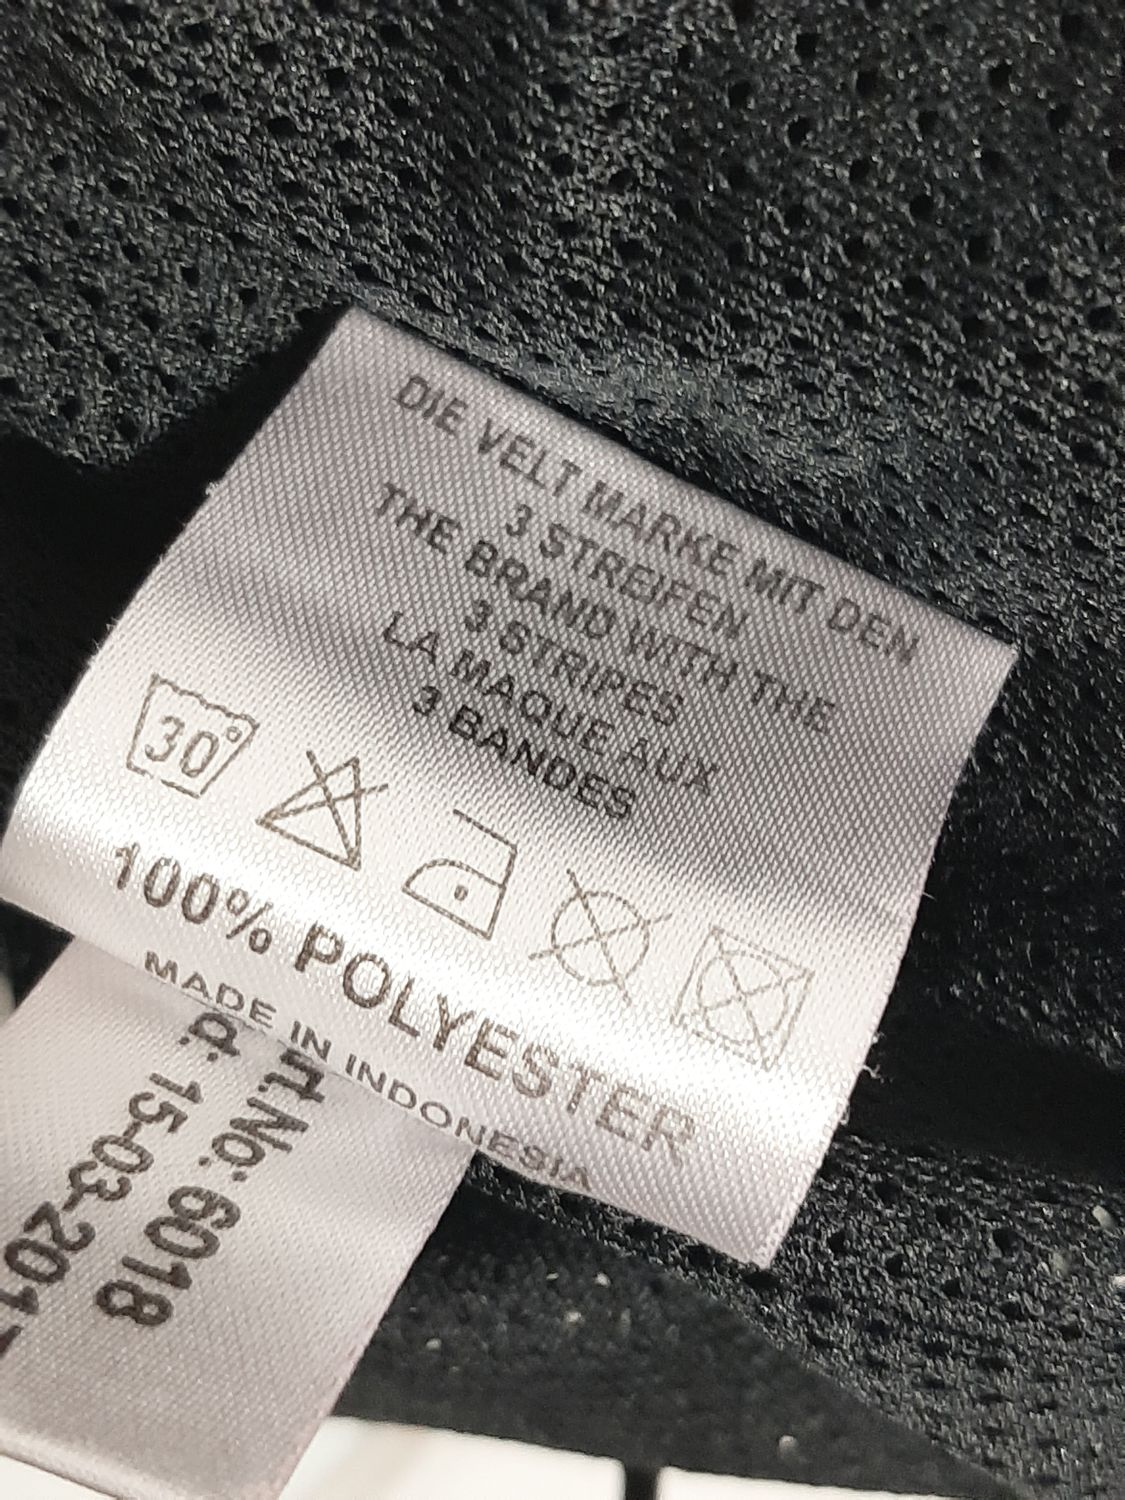 DIE VELT MARKE MIT DEN
3 STREIFEN
THE BRAND WITH THE
3 STRIPES
LA MAQUE AUX
3 BANDES
30°
100% POLYESTER
MADE IN INDONESIA
rt.No: 6018
d: 15-03-201